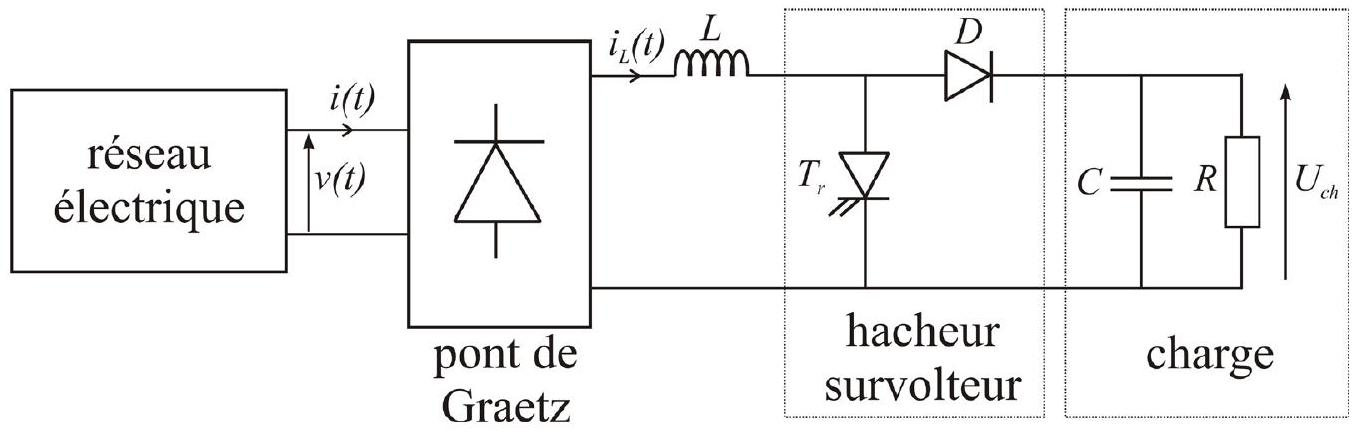 réseau
électrique
i(t)
v(t)
pont de
Graetz
i_L(t)
L
T_r
D
hacheur
survolteur
C
R
U_ch
charge